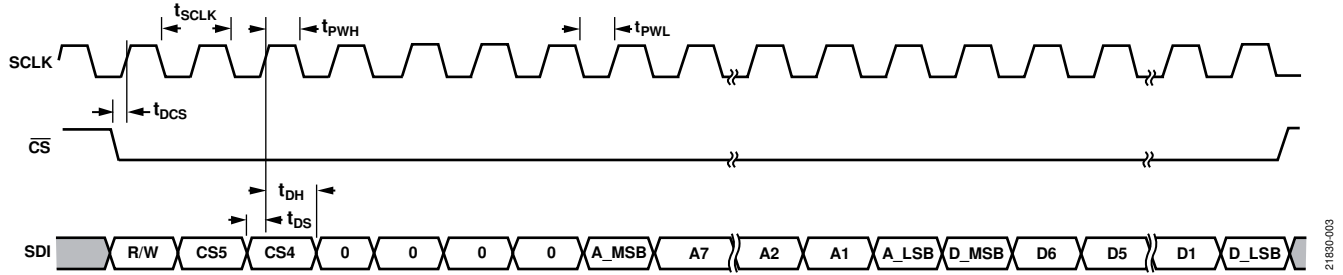 tSCLK
tPWH
tPWL
SCLK
tDCS
CS
tDH
tDS
SDI R/W CS5 CS4 0 0 0 0 A_MSB A7 A2 A1 A_LSB D_MSB D6 D5 D1 D_LSB
21830-003